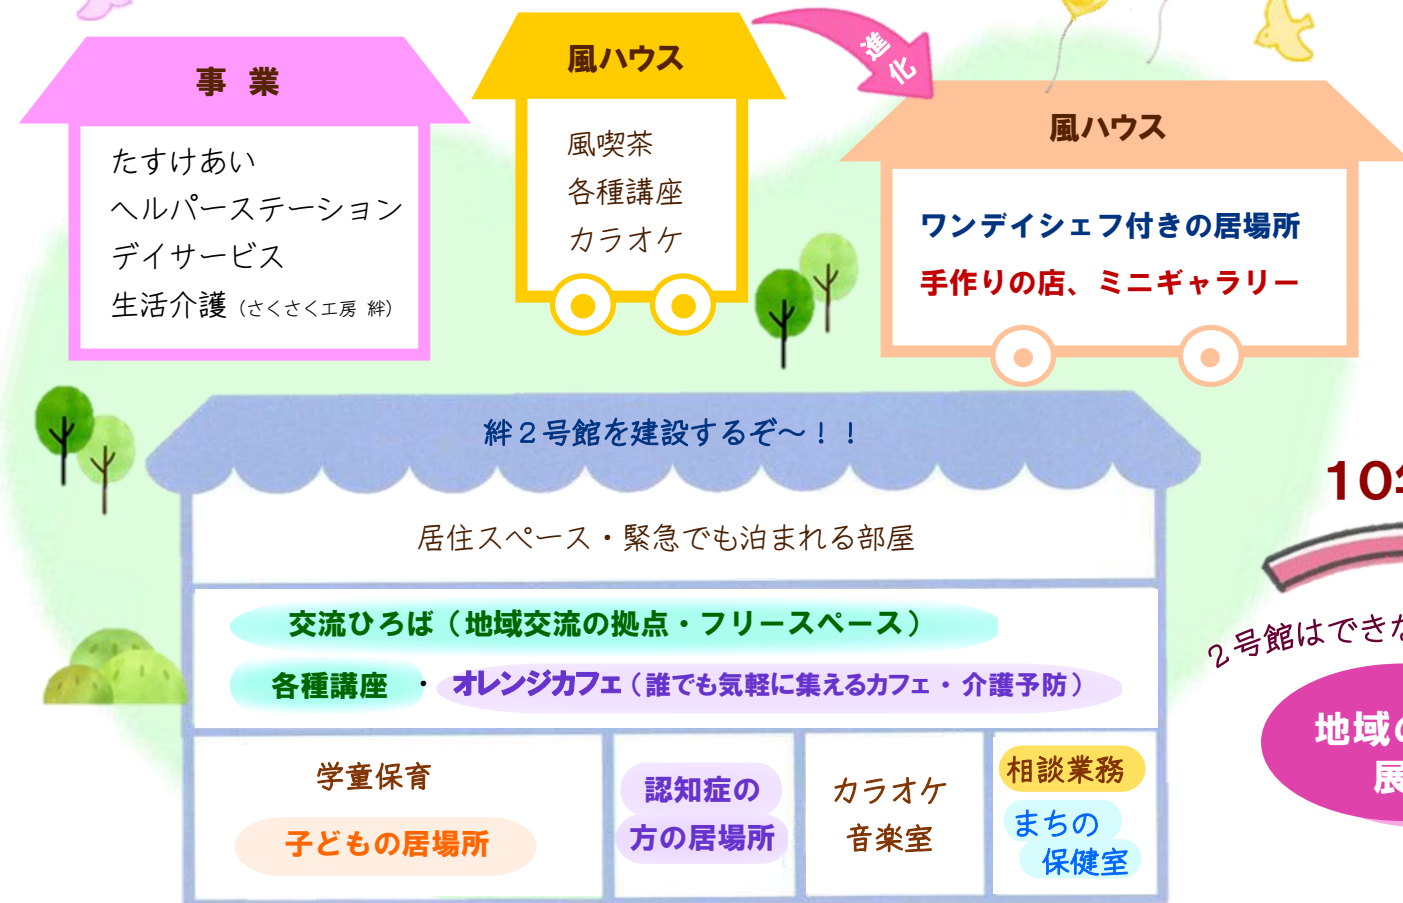 事 業
たすけあい
ヘルパーステーション
デイサービス
生活介護（さくさく工房 絆）
風ハウス
風喫茶
各種講座
カラオケ
進化
風ハウス
ワンデイシェフ付きの居場所
手作りの店、ミニギャラリー
絆２号館を建設するぞ～！！
居住スペース・緊急でも泊まれる部屋
交流ひろば（地域交流の拠点・フリースペース）
各種講座 ・ オレンジカフェ（誰でも気軽に集えるカフェ・介護予防）
学童保育
子どもの居場所
認知症の
方の居場所
カラオケ
音楽室
相談業務
まちの
保健室
10
２号館はできな
地域の
展